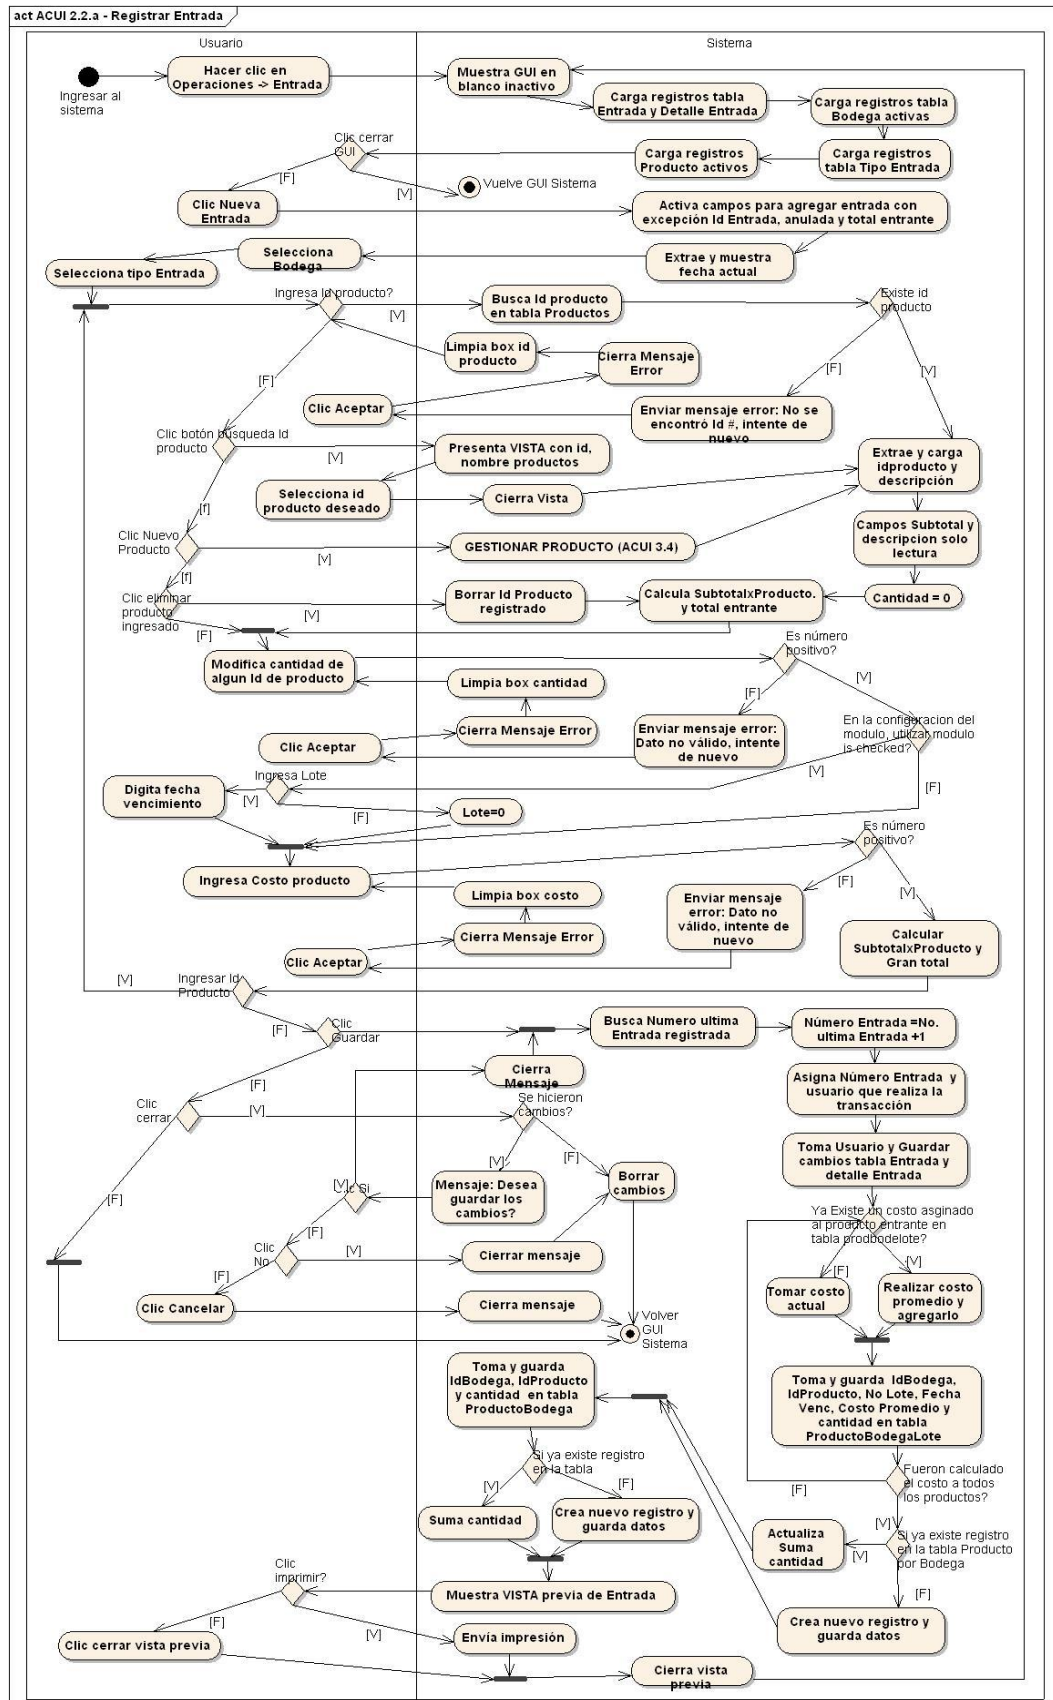 act ACUI 2.2.a - Registrar Entrada
Usuario
Sistema
Ingresar al
sistema
Hacer clic en
Operaciones -> Entrada
Muestra GUI en
blanco inactivo
Carga registros tabla
Entrada y Detalle Entrada
Carga registros tabla
Bodega activas
Clic cerrar
GUI
Carga registros
Producto activos
Carga registros
tabla Tipo Entrada
[F]
[V]
Vuelve GUI Sistema
Clic Nueva
Entrada
Activa campos para agregar entrada con
excepción Id Entrada, anulada y total entrante
Selecciona
Bodega
Extrae y muestra
fecha actual
Selecciona tipo Entrada
Ingresa Id producto?
[V]
Busca Id producto
en tabla Productos
Existe id
producto
Limpia box id
producto
Cierra Mensaje
Error
[V]
[F]
[F]
Clic Aceptar
Enviar mensaje error: No se
encontró Id #, intente de
nuevo
Clic botón búsqueda Id
producto
[V]
Presenta VISTA con id,
nombre productos
Extrae y carga
idproducto y
descripción
Selecciona id
producto deseado
Cierra Vista
[f]
Clic Nuevo
Producto
[V]
GESTIONAR PRODUCTO (ACUI 3.4)
Campos Subtotal y
descripcion solo
lectura
[f]
Clic eliminar
producto
ingresado
[V]
[F]
Borrar Id Producto
registrado
Calcula SubtotalxProducto.
y total entrante
Cantidad = 0
Modifica cantidad de
algun Id de producto
Es número
positivo?
[V]
[F]
Limpia box cantidad
Cierra Mensaje Error
Clic Aceptar
Enviar mensaje error:
Dato no válido, intente
de nuevo
En la configuracion del
modulo, utilizar modulo
is checked?
[V]
[F]
Ingresa Lote
[V]
[F]
Digita fecha
vencimiento
Lote=0
Es número
positivo?
[F]
[V]
Ingresa Costo producto
Limpia box costo
Cierra Mensaje Error
Clic Aceptar
Enviar mensaje
error: Dato no
válido, intente de
nuevo
Calcular
SubtotalxProducto y
Gran total
[V]
Ingresar Id
Producto
[F]
Clic
Guardar
Busca Numero ultima
Entrada registrada
Número Entrada =No.
ultima Entrada +1
[F]
Cierra
Mensaje
Asigna Número Entrada y
usuario que realiza la
transacción
Clic
cerrar
[V]
Se hicieron
cambios?
[V]
[F]
Toma Usuario y Guardar
cambios tabla Entrada y
detalle Entrada
[F]
[V]
Clic Si
Mensaje: Desea
guardar los
cambios?
Borrar
cambios
Ya Existe un costo asginado
al producto entrante en
tabla prodbodelote?
[F]
Clic
No
[V]
Cierrar mensaje
[F]
[V]
[F]
Clic Cancelar
Cierra mensaje
Tomar costo
actual
Realizar costo
promedio y
agregarlo
Volver
GUI
Sistema
Toma y guarda
IdBodega, IdProducto
y cantidad en tabla
ProductoBodega
Toma y guarda IdBodega,
IdProducto, No Lote, Fecha
Venc, Costo Promedio y
cantidad en tabla
ProductoBodegaLote
Si ya existe registro
en la tabla
[V]
[F]
Fueron calculado
el costo a todos
los productos?
[F]
[V]
Suma cantidad
Crea nuevo registro y
guarda datos
Actualiza
Suma
cantidad
[V]
Si ya existe registro
en la tabla Producto
por Bodega
[F]
Clic
imprimir?
Muestra VISTA previa de Entrada
[F]
[V]
Crea nuevo registro y
guarda datos
Clic cerrar vista previa
Envía impresión
Cierra vista
previa